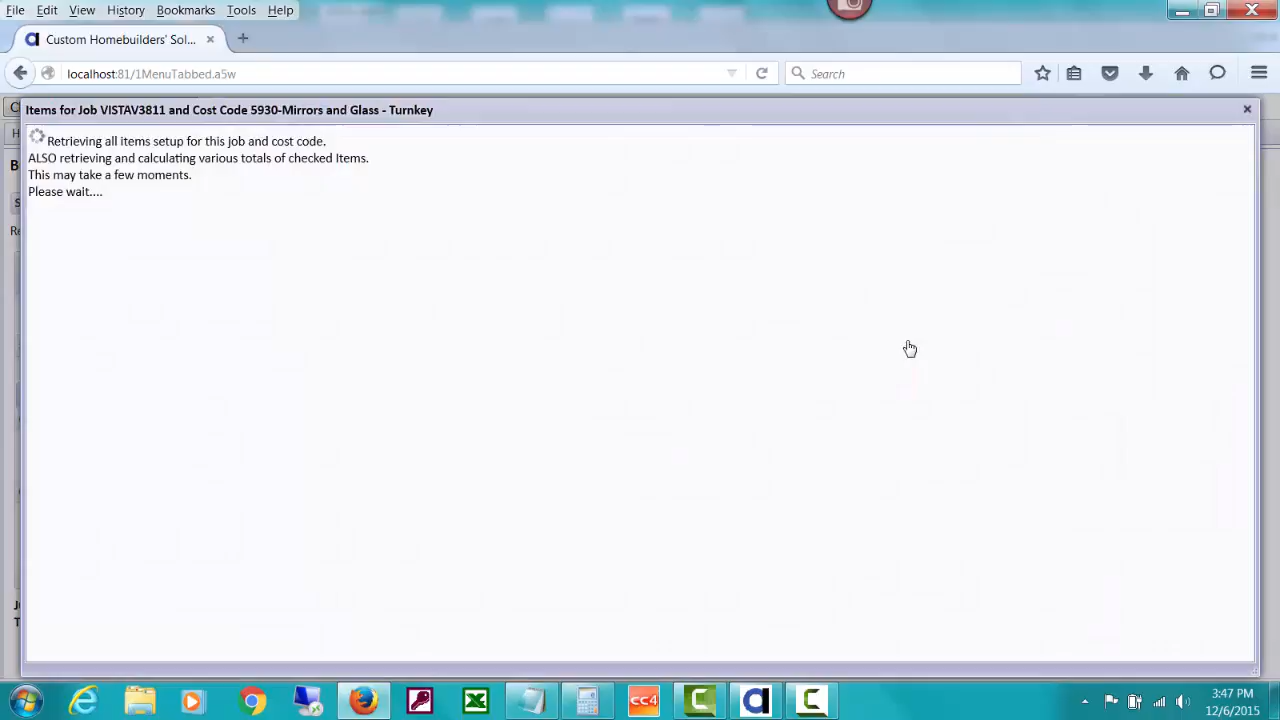 File Edit View History Bookmarks Tools Help
Custom Homebuilders' Sol...
localhost:81/1MenuTabbed.a5w
Search
Items for Job VISTAV3811 and Cost Code 5930-Mirrors and Glass - Turnkey
Retrieving all items setup for this job and cost code.
ALSO retrieving and calculating various totals of checked Items.
This may take a few moments.
Please wait....
CC4
3:47 PM
12/6/2015